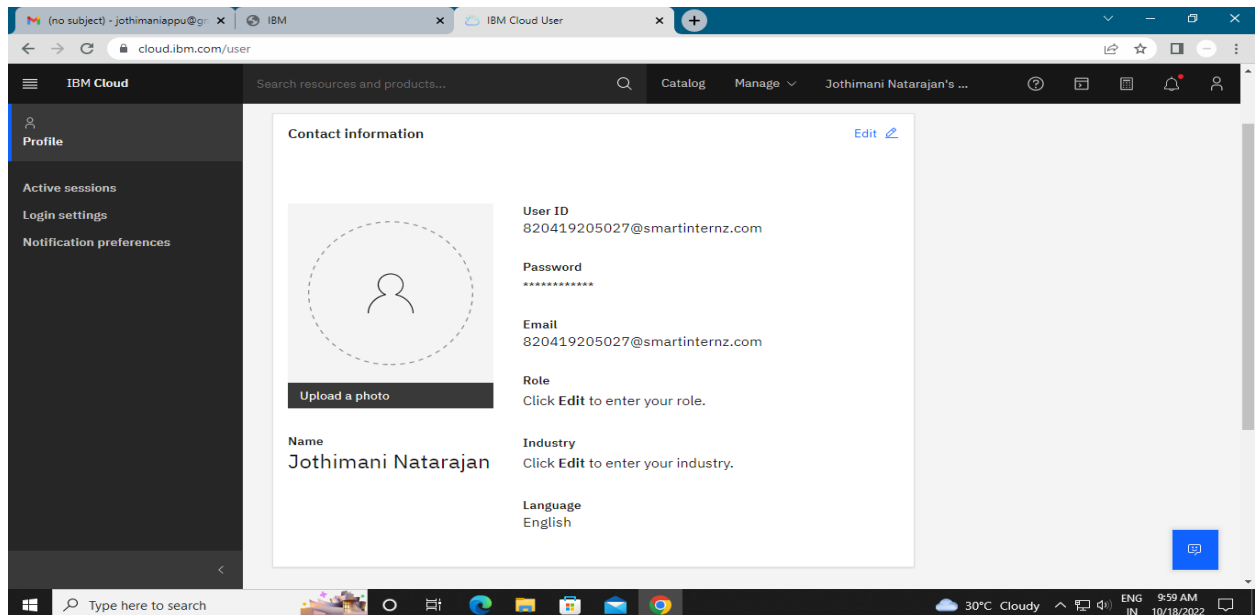 (no subject) - jothimaniappu@gr
IBM
IBM Cloud User
cloud.ibm.com/user
IBM Cloud
Search resources and products...
Catalog
Manage
Jothimani Natarajan's ...
Profile
Active sessions
Login settings
Notification preferences
Contact information
Edit
Upload a photo
Name
Jothimani Natarajan
User ID
820419205027@smartinternz.com
Password
************
Email
820419205027@smartinternz.com
Role
Click Edit to enter your role.
Industry
Click Edit to enter your industry.
Language
English
Type here to search
30°C Cloudy
ENG
IN
9:59 AM
10/18/2022